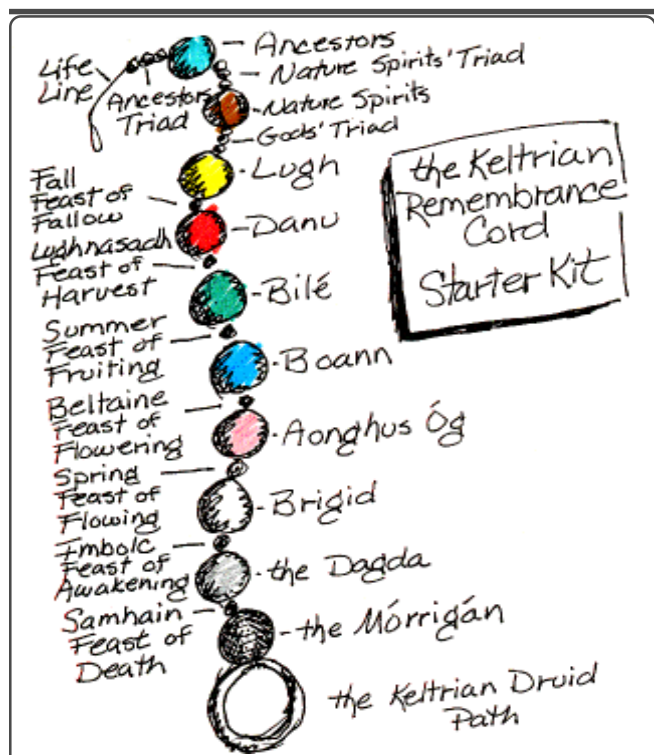 Ancestors
Nature Spirits' Triad
Nature Spirits
Gods' Triad
Lugh
Danu
Bilé
Boann
Aonghus Óg
Brigid
the Dagda
the Mórrigán
the Keltrian Druid
Path
Life
Line
Ancestors
Triad
Fall
Feast of
Fallow
Lughnasadh
Feast of
Harvest
Summer
Feast of
Fruiting
Beltaine
Feast of
Flowering
Spring
Feast of
Flowing
Imbolc
Feast of
Awakening
Samhain
Feast of
Death
the Keltrian
Remembrance
Cord
Starter Kit